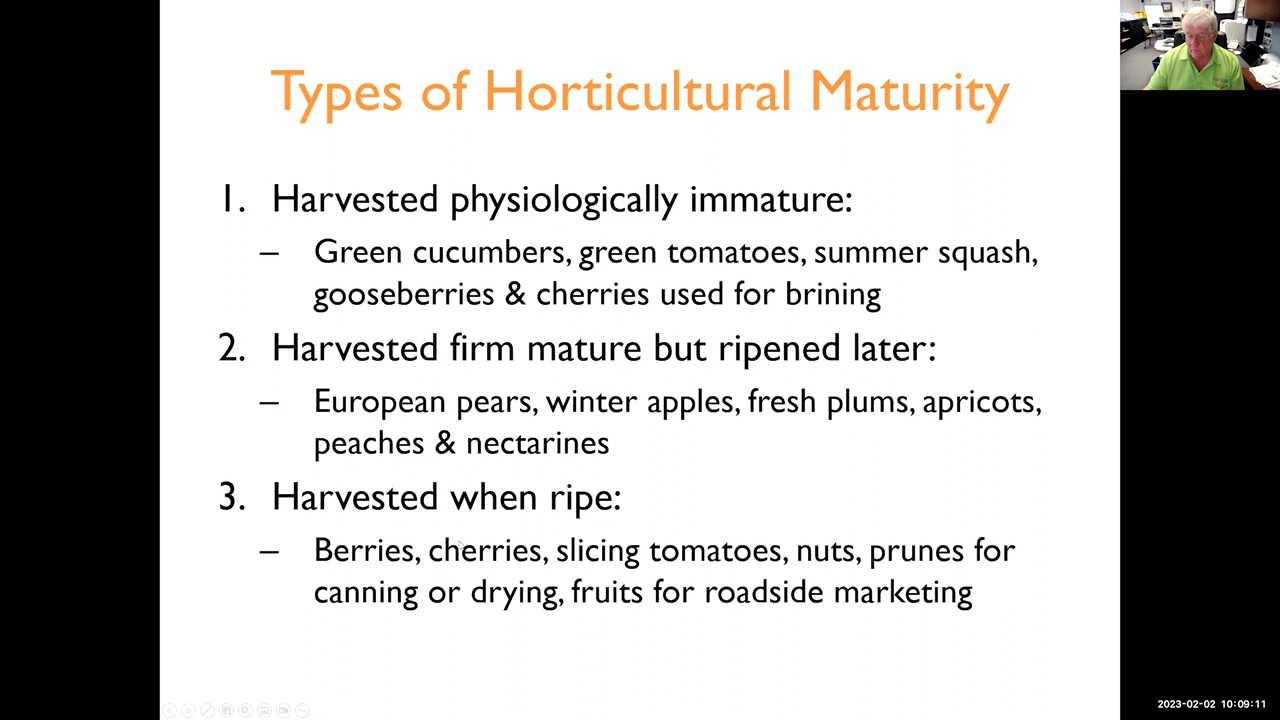 Types of Horticultural Maturity
1. Harvested physiologically immature:
– Green cucumbers, green tomatoes, summer squash,
gooseberries & cherries used for brining
2. Harvested firm mature but ripened later:
– European pears, winter apples, fresh plums, apricots,
peaches & nectarines
3. Harvested when ripe:
– Berries, cherries, slicing tomatoes, nuts, prunes for
canning or drying, fruits for roadside marketing
2023-02-02 10:09:11